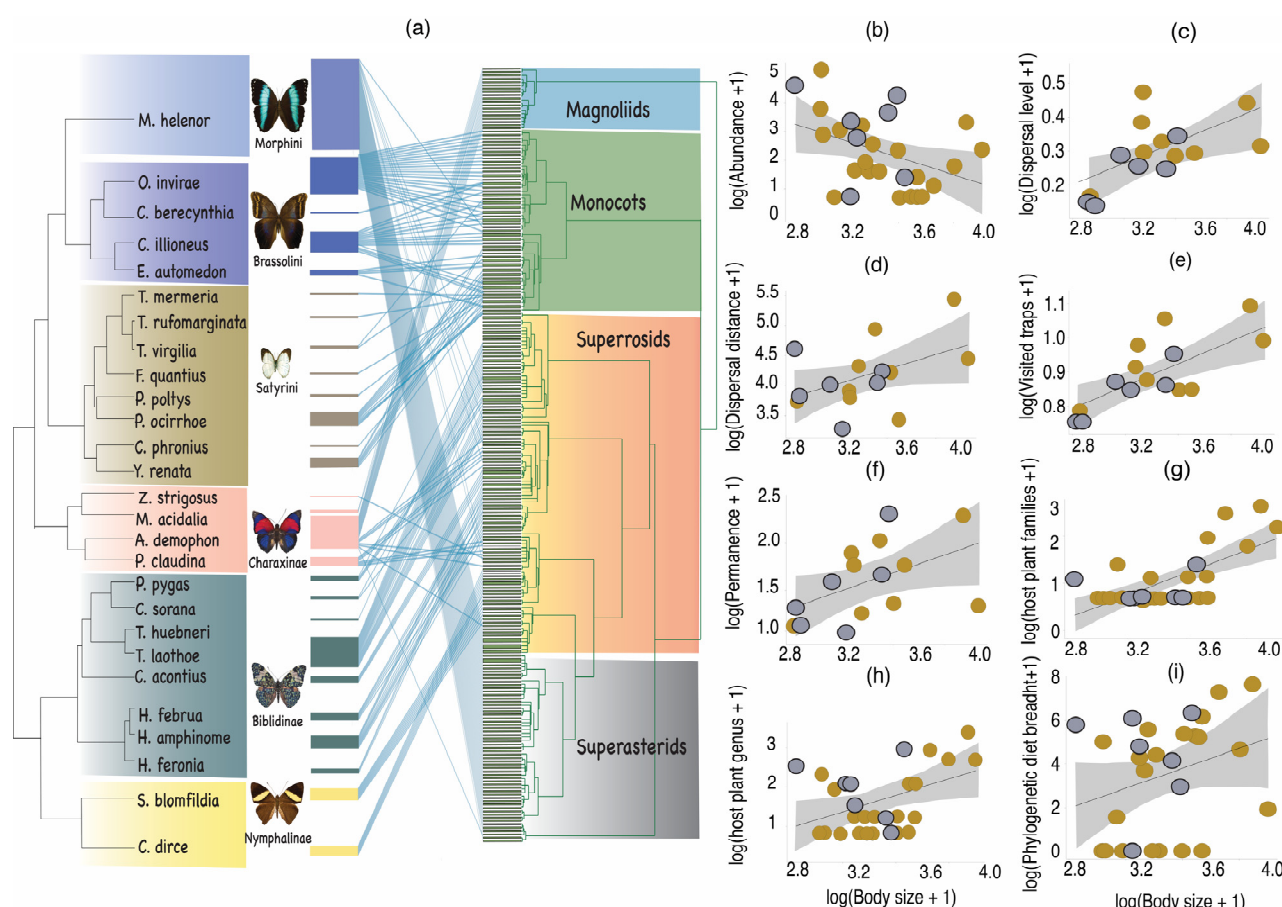 (a)
M. helenor
O. invirae
C. berecynthia
C. illioneus
E. automedon
T. mermeria
T. rufomarginata
T. virgilia
F. quantius
P. poltys
P. ocirrhoe
C. phronius
Y. renata
Z. strigosus
M. acidalia
A. demophon
P. claudina
P. pygas
C. sorana
T. huebneri
T. laothoe
C. acontius
H. februa
H. amphinome
H. feronia
S. blomfildia
C. dirce
Morphini
Brassolini
Satyrini
Charaxinae
Biblidinae
Nymphalinae
Magnoliids
Monocots
Superrosids
Superasterids
(b)
log(Abundance +1)
5
4
3
2
1
0
2.8 3.2 3.6 4.0
(c)
log(Dispersal level +1)
0.5
0.4
0.3
0.2
2.8 3.2 3.6 4.0
(d)
log(Dispersal distance +1)
5.5
5.0
4.5
4.0
3.5
2.8 3.2 3.6 4.0
(e)
log(Visited traps +1)
1.1
1.0
0.9
0.8
2.8 3.2 3.6 4.0
(f)
log(Permanence + 1)
2.5
2.0
1.5
1.0
2.8 3.2 3.6 4.0
(g)
log(host plant families +1)
3
2
1
0
2.8 3.2 3.6 4.0
(h)
log(host plant genus + 1)
3
2
1
0
2.8 3.2 3.6 4.0
log(Body size + 1)
(i)
log(Phylogenetic diet breadht+1)
8
6
4
2
0
2.8 3.2 3.6 4.0
log(Body size + 1)